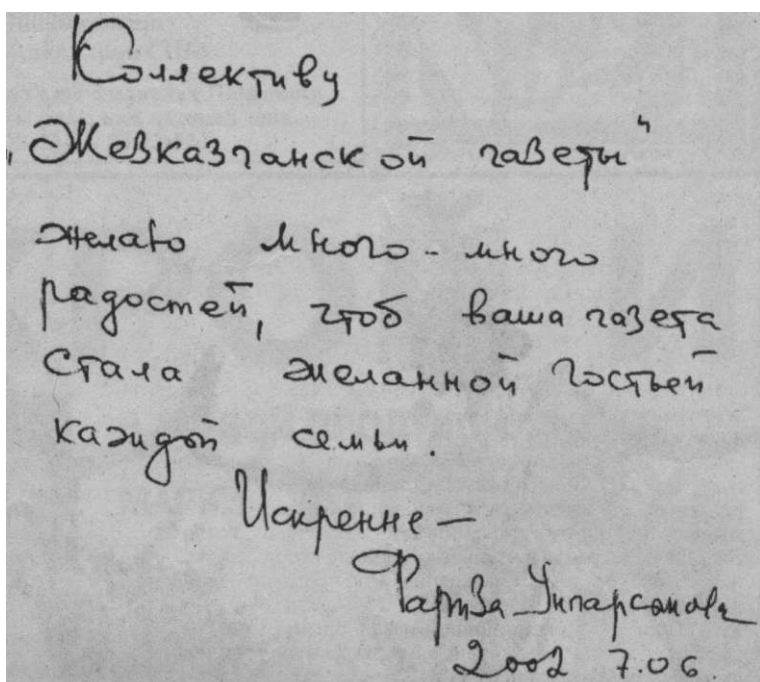 Коллективу
„Жезказганской газеты“
желаю много-много
радостей, чтоб ваша газета
стала желанной гостьей
каждой семьи.
Искренне —
Фариза Унгарсынова
2002 7.06.